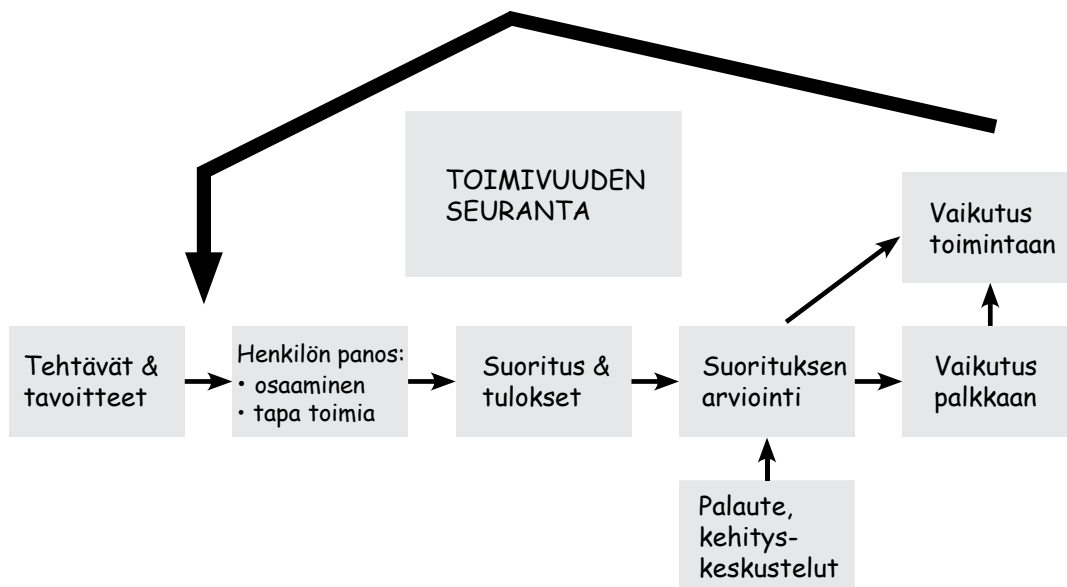 TOIMIVUUDEN
SEURANTA
Vaikutus
toimintaan
Tehtävät &
tavoitteet
Henkilön panos:
• osaaminen
• tapa toimia
Suoritus &
tulokset
Suorituksen
arviointi
Vaikutus
palkkaan
Palaute,
kehitys-
keskustelut